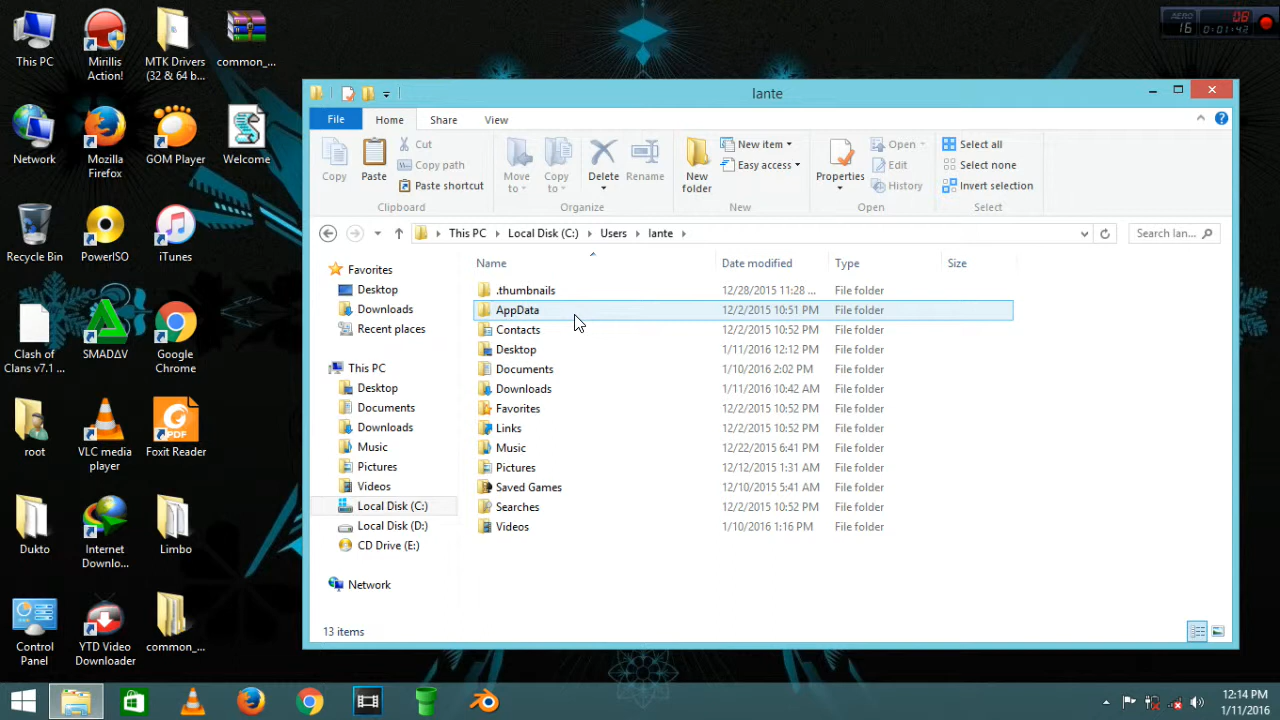 This PC
Mirillis
Action!
MTK Drivers
(32 & 64 b...
common_...
Network
Mozilla
Firefox
GOM Player
Welcome
Recycle Bin
PowerISO
iTunes
Clash of
Clans v7.1 ...
SMADAV
Google
Chrome
root
VLC media
player
Foxit Reader
PDF
Dukto
Internet
Downlo...
Limbo
Control
Panel
YTD Video
Downloader
common_...
AERO
16
06
0:01:42
lante
File
Home
Share
View
Copy
Paste
Cut
Copy path
Paste shortcut
Clipboard
Move
to
Copy
to
Delete
Rename
Organize
New
folder
New item
Easy access
New
Properties
Open
Edit
History
Open
Select all
Select none
Invert selection
Select
This PC
Local Disk (C:)
Users
lante
Search lan...
Name
Date modified
Type
Size
Favorites
Desktop
Downloads
Recent places
This PC
Desktop
Documents
Downloads
Music
Pictures
Videos
Local Disk (C:)
Local Disk (D:)
CD Drive (E:)
Network
.thumbnails 12/28/2015 11:28 ... File folder
AppData 12/2/2015 10:51 PM File folder
Contacts 12/2/2015 10:52 PM File folder
Desktop 1/11/2016 12:12 PM File folder
Documents 1/10/2016 2:02 PM File folder
Downloads 1/11/2016 10:42 AM File folder
Favorites 12/2/2015 10:52 PM File folder
Links 12/2/2015 10:52 PM File folder
Music 12/22/2015 6:41 PM File folder
Pictures 12/12/2015 1:31 AM File folder
Saved Games 12/10/2015 5:41 AM File folder
Searches 12/2/2015 10:52 PM File folder
Videos 1/10/2016 1:16 PM File folder
13 items
12:14 PM
1/11/2016